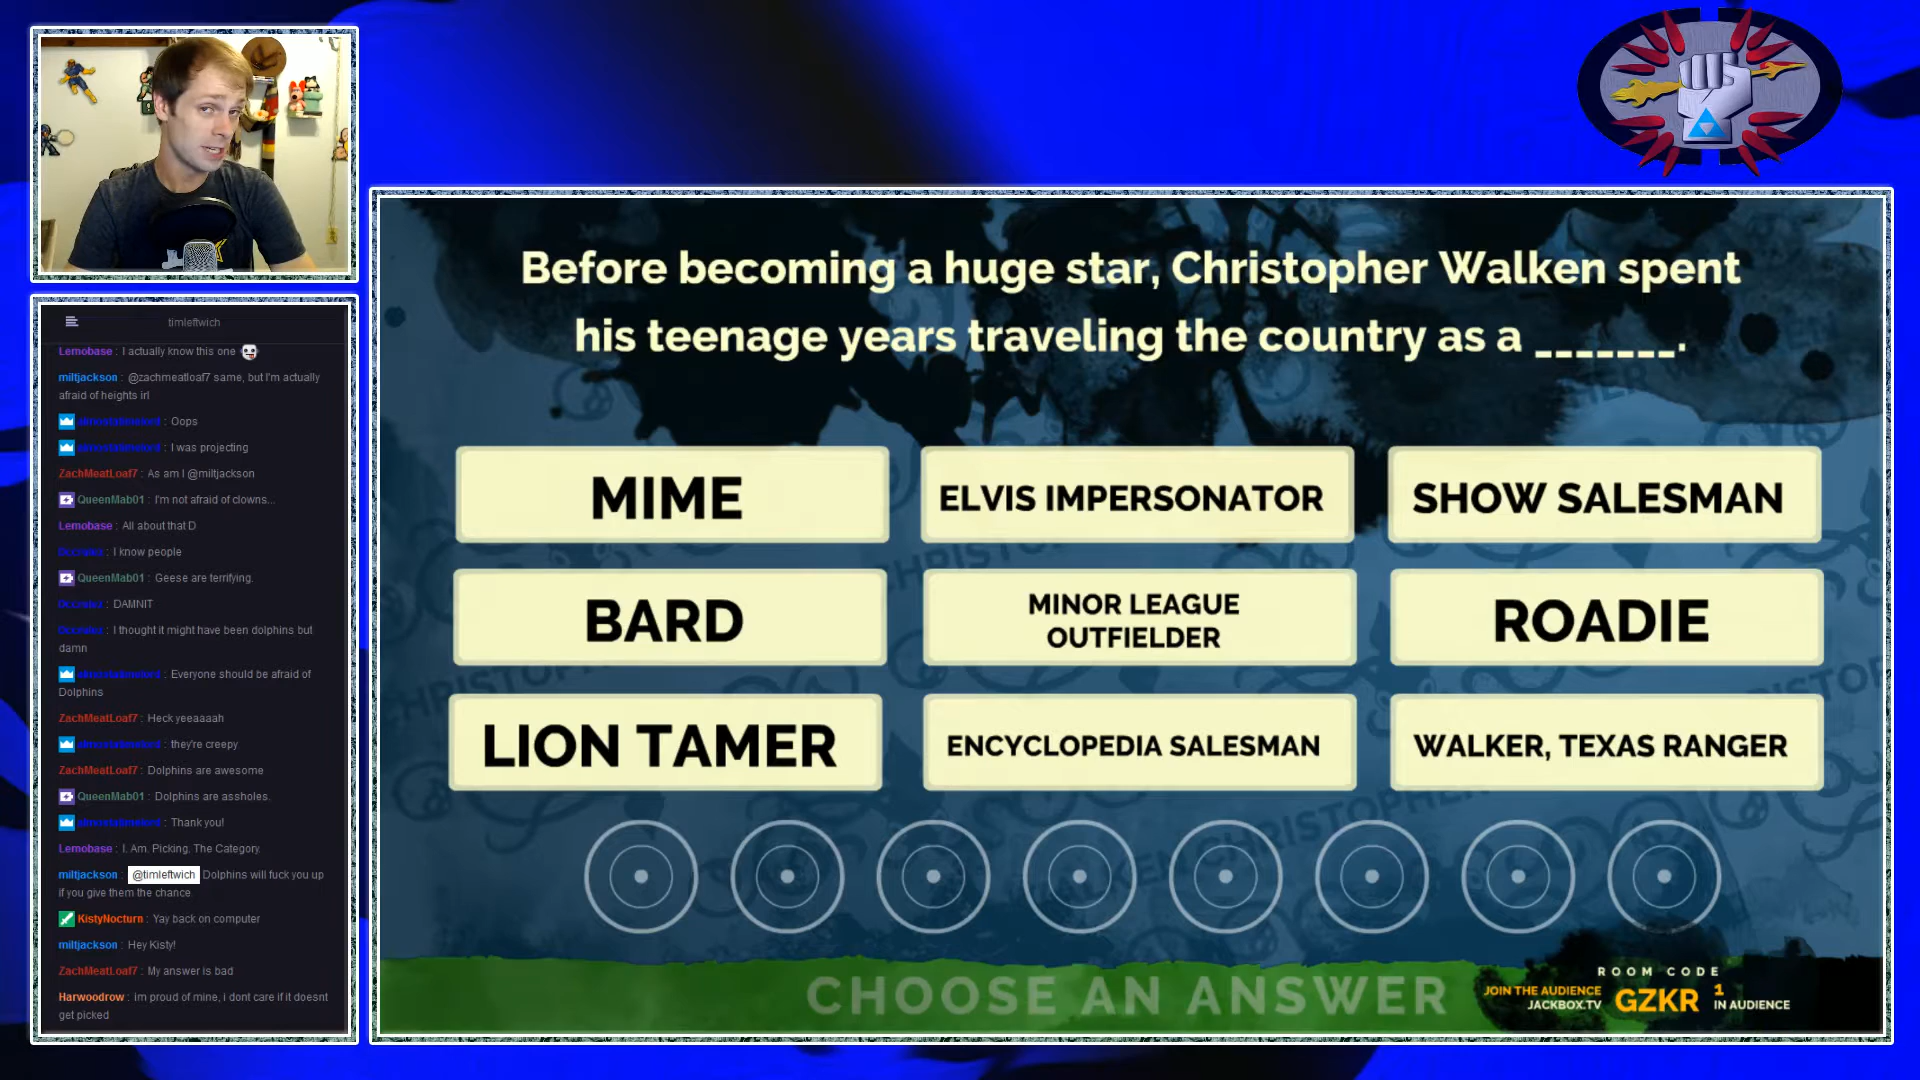 timleftwich
Lemobase : I actually know this one
miltjackson : @zachmeatloaf7 same, but I'm actually
afraid of heights irl
: Oops
: I was projecting
ZachMeatLoaf7 : As am I @miltjackson
QueenMab01 : I'm not afraid of clowns...
Lemobase : All about that D
: I know people
QueenMab01 : Geese are terrifying.
: DAMNIT
: I thought it might have been dolphins but
damn
: Everyone should be afraid of
Dolphins
ZachMeatLoaf7 : Heck yeeaaaah
: they're creepy
ZachMeatLoaf7 : Dolphins are awesome
QueenMab01 : Dolphins are assholes.
: Thank you!
Lemobase : I. Am. Picking. The Category.
miltjackson : @timleftwich Dolphins will fuck you up
if you give them the chance.
KistyNocturn : Yay back on computer
miltjackson : Hey Kisty!
ZachMeatLoaf7 : My answer is bad
Harwoodrow : im proud of mine, i dont care if it doesnt
get picked
Before becoming a huge star, Christopher Walken spent
his teenage years traveling the country as a _______.
MIME
ELVIS IMPERSONATOR
SHOW SALESMAN
BARD
MINOR LEAGUE
OUTFIELDER
ROADIE
LION TAMER
ENCYCLOPEDIA SALESMAN
WALKER, TEXAS RANGER
CHOOSE AN ANSWER
ROOM CODE
JOIN THE AUDIENCE
JACKBOX.TV
GZKR
1
IN AUDIENCE